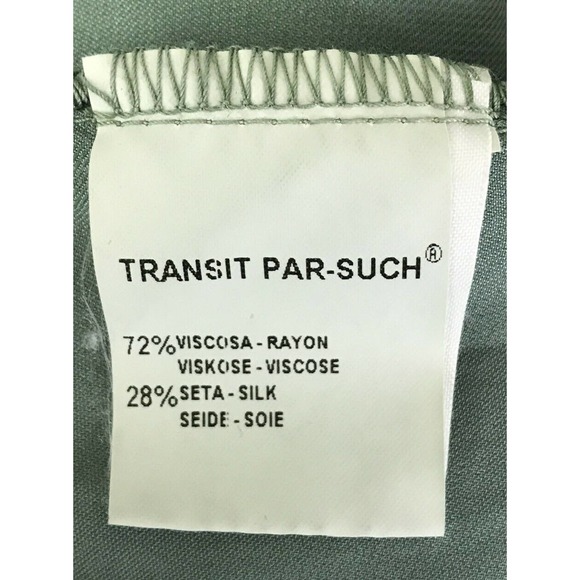 TRANSIT PAR-SUCH®
72% VISCOSA - RAYON
VISKOSE - VISCOSE
28% SETA - SILK
SEIDE - SOIE